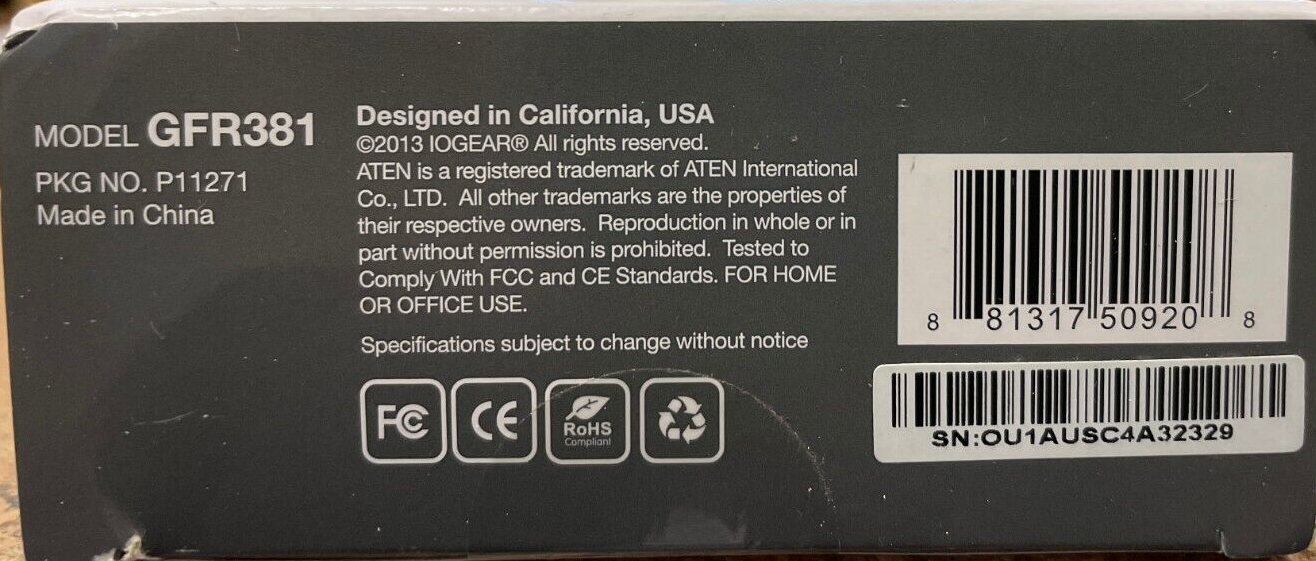 MODEL GFR381
PKG NO. P11271
Made in China
Designed in California, USA
©2013 IOGEAR® All rights reserved.
ATEN is a registered trademark of ATEN International
Co., LTD. All other trademarks are the properties of
their respective owners. Reproduction in whole or in
part without permission is prohibited. Tested to
Comply With FCC and CE Standards. FOR HOME
OR OFFICE USE.
Specifications subject to change without notice
FC
CE
RoHS
Compliant
8 81317 50920 8
SN:OU1AUSC4A32329